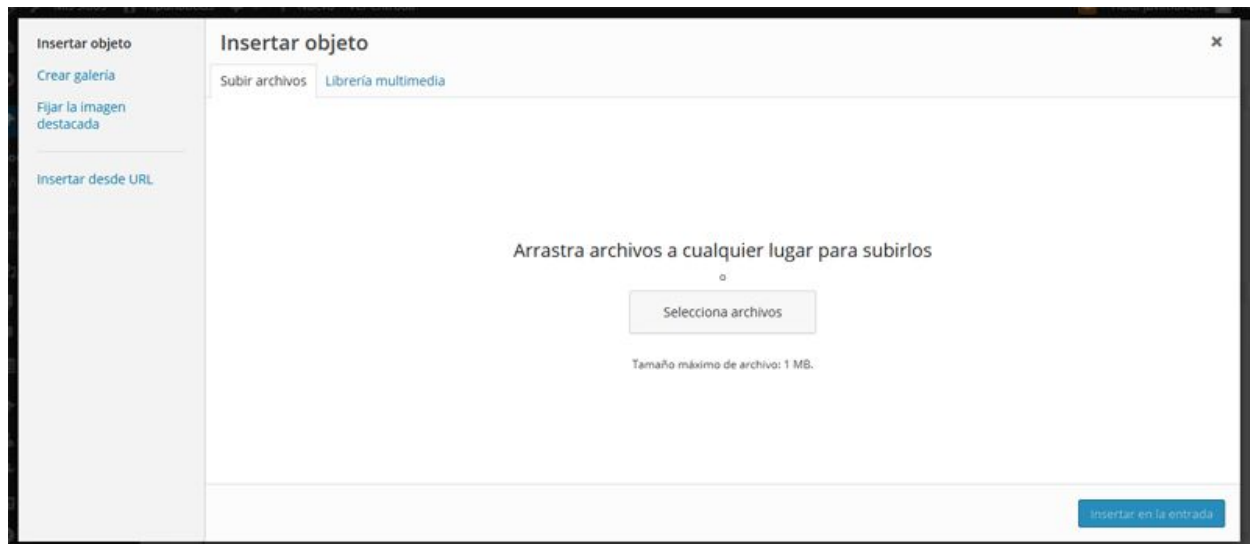 Insertar objeto
Crear galería
Fijar la imagen
destacada
Insertar desde URL
Insertar objeto
Subir archivos
Librería multimedia
Arrastra archivos a cualquier lugar para subirlos
o
Selecciona archivos
Tamaño máximo de archivo: 1 MB.
Insertar en la entrada